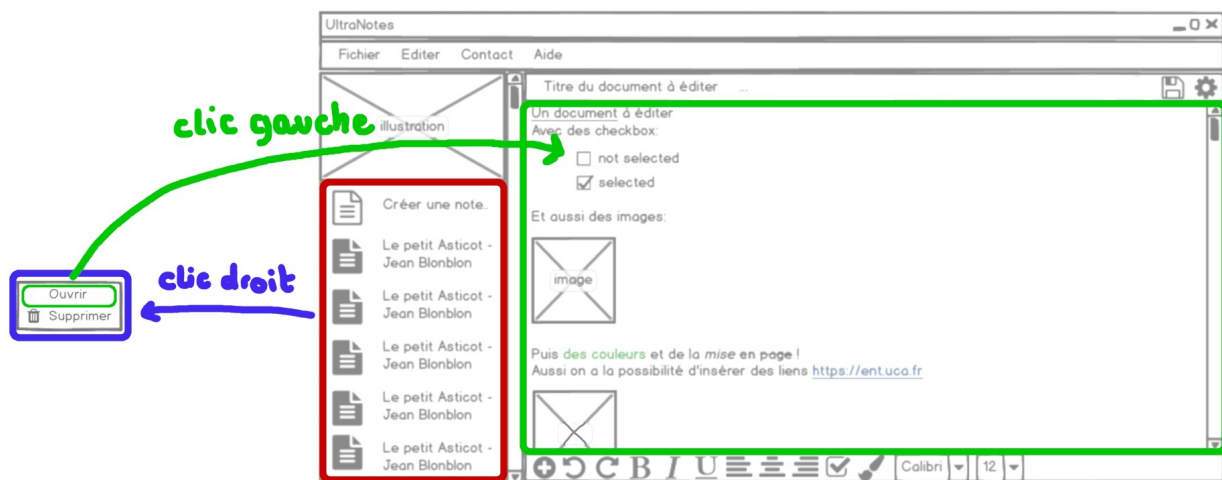 UltraNotes
Fichier Editer Contact Aide
illustration
Titre du document à éditer ...
clic gauche
Un document à éditer
Avec des checkbox:
not selected
selected
Et aussi des images:
image
Puis des couleurs et de la mise en page !
Aussi on a la possibilité d'insérer des liens https://ent.uca.fr
Créer une note..
Le petit Asticot -
Jean Blonblon
Le petit Asticot -
Jean Blonblon
Le petit Asticot -
Jean Blonblon
Le petit Asticot -
Jean Blonblon
Le petit Asticot -
Jean Blonblon
clic droit
Ouvrir
Supprimer
B I U Calibri 12